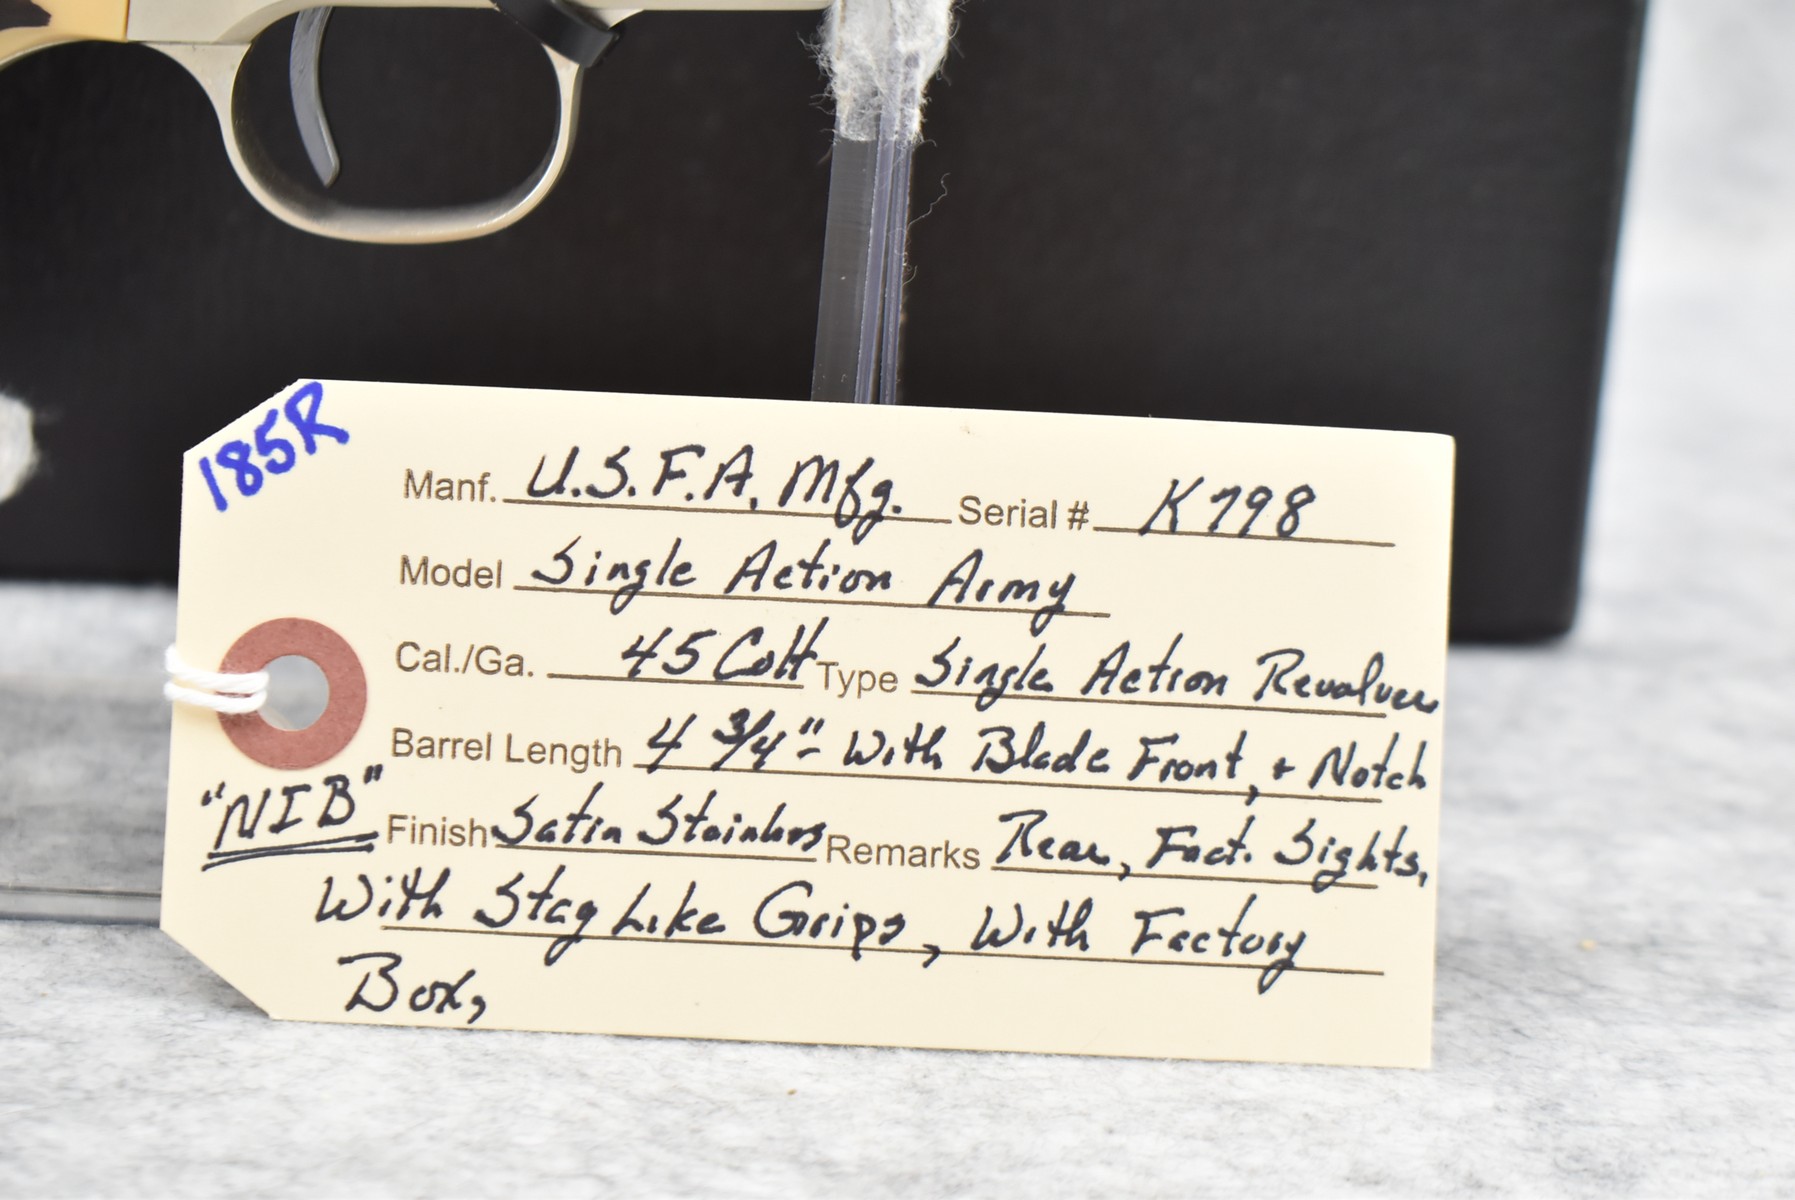 185R
Manf. U.S.F.A. Mfg. Serial # K798
Model Single Action Army
Cal./Ga. 45 Colt Type Single Action Revolver
Barrel Length 4 3/4" With Blade Front, + Notch
"NIB" Finish Satin Stainless Remarks Rear, Fact. Sights,
With Stag Like Grips, With Factory
Box,